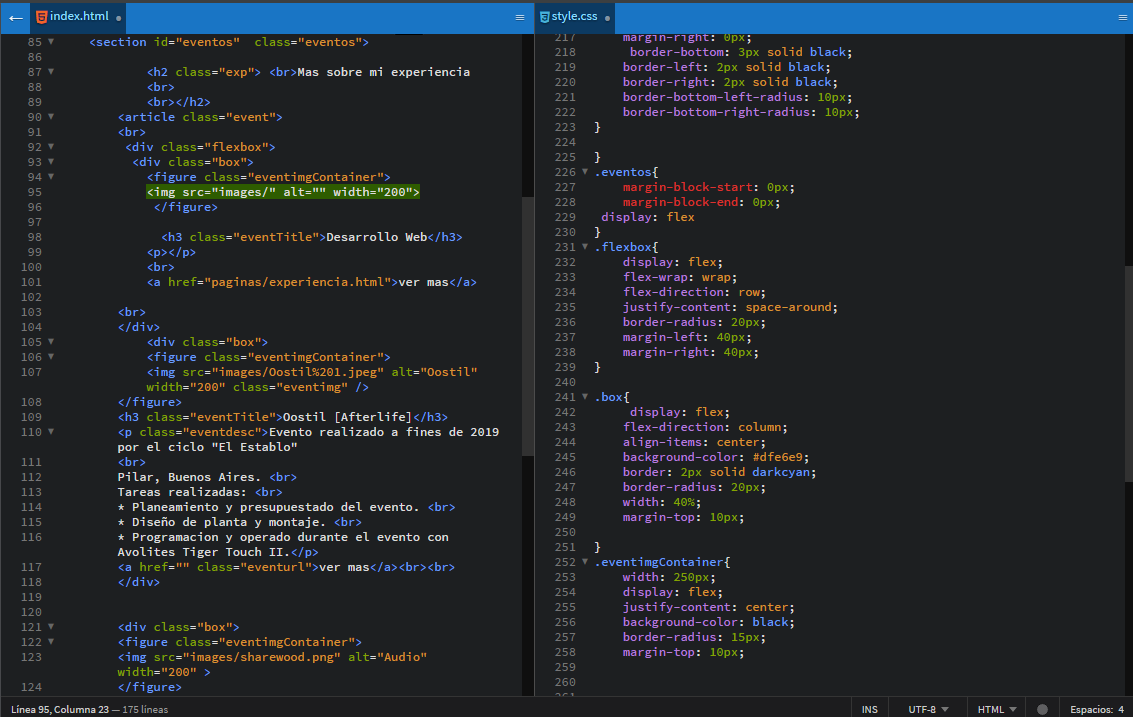 ← index.html ●
85 <section id="eventos"  class="eventos">
86
87 <h2 class="exp"> <br>Mas sobre mi experiencia
88 <br>
89 <br></h2>
90 <article class="event">
91 <br>
92 <div class="flexbox">
93 <div class="box">
94 <figure class="eventimgContainer">
95 <img src="images/" alt="" width="200">
96 </figure>
97
98 <h3 class="eventTitle">Desarrollo Web</h3>
99 <p></p>
100 <br>
101 <a href="paginas/experiencia.html">ver mas</a>
102
103 <br>
104 </div>
105 <div class="box">
106 <figure class="eventimgContainer">
107 <img src="images/Oostil%201.jpeg" alt="Oostil"
width="200" class="eventimg" />
108 </figure>
109 <h3 class="eventTitle">Oostil [Afterlife]</h3>
110 <p class="eventdesc">Evento realizado a fines de 2019
por el ciclo "El Establo"
111 <br>
112 Pilar, Buenos Aires. <br>
113 Tareas realizadas: <br>
114 * Planeamiento y presupuestado del evento. <br>
115 * Diseño de planta y montaje. <br>
116 * Programacion y operado durante el evento con
Avolites Tiger Touch II.</p>
117 <a href="" class="eventurl">ver mas</a><br><br>
118 </div>
119
120
121 <div class="box">
122 <figure class="eventimgContainer">
123 <img src="images/sharewood.png" alt="Audio"
width="200" >
124 </figure>
style.css ●
217 margin-right: 0px;
218 border-bottom: 3px solid black;
219 border-left: 2px solid black;
220 border-right: 2px solid black;
221 border-bottom-left-radius: 10px;
222 border-bottom-right-radius: 10px;
223 }
224
225 }
226 .eventos{
227 margin-block-start: 0px;
228 margin-block-end: 0px;
229 display: flex
230 }
231 .flexbox{
232 display: flex;
233 flex-wrap: wrap;
234 flex-direction: row;
235 justify-content: space-around;
236 border-radius: 20px;
237 margin-left: 40px;
238 margin-right: 40px;
239 }
240
241 .box{
242 display: flex;
243 flex-direction: column;
244 align-items: center;
245 background-color: #dfe6e9;
246 border: 2px solid darkcyan;
247 border-radius: 20px;
248 width: 40%;
249 margin-top: 10px;
250
251 }
252 .eventimgContainer{
253 width: 250px;
254 display: flex;
255 justify-content: center;
256 background-color: black;
257 border-radius: 15px;
258 margin-top: 10px;
259
260
261
Línea 95, Columna 23 — 175 líneas INS UTF-8 HTML Espacios: 4